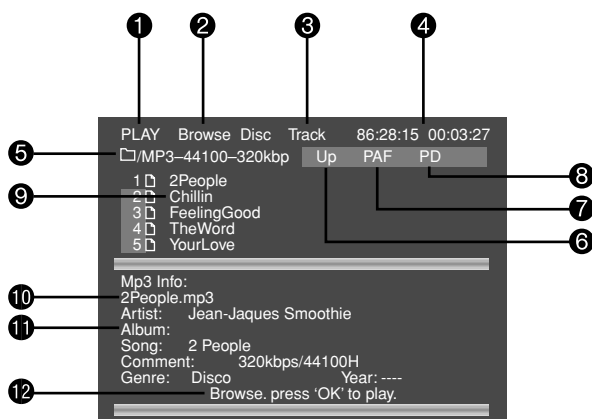 1 2 3 4
PLAY Browse Disc Track 86:28:15 00:03:27
5 /MP3–44100–320kbp Up PAF PD 8
1 2People
9 2 Chillin 7
3 FeelingGood
4 TheWord 6
5 YourLove
Mp3 Info:
10 2People.mp3
Artist: Jean-Jaques Smoothie
11 Album:
Song: 2 People
Comment: 320kbps/44100H
Genre: Disco Year: ----
12 Browse. press ‘OK’ to play.